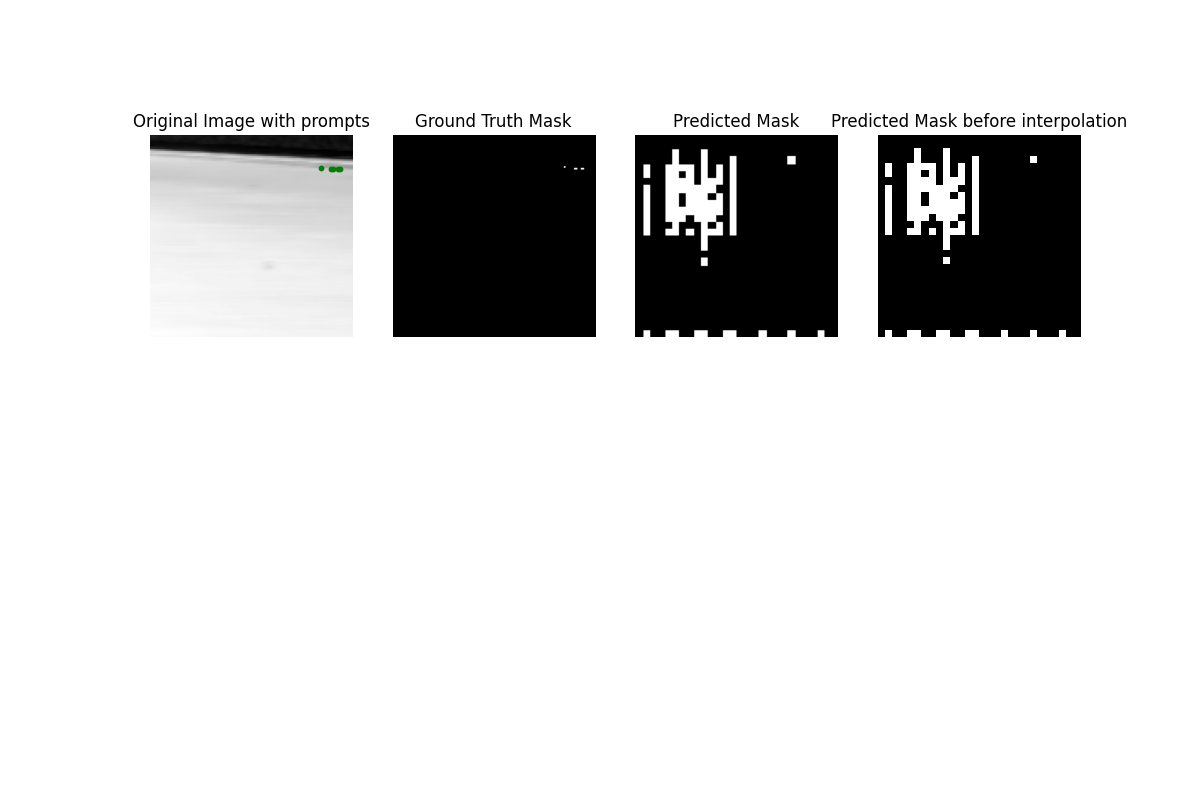 Original Image with prompts
Ground Truth Mask
Predicted Mask
Predicted Mask before interpolation